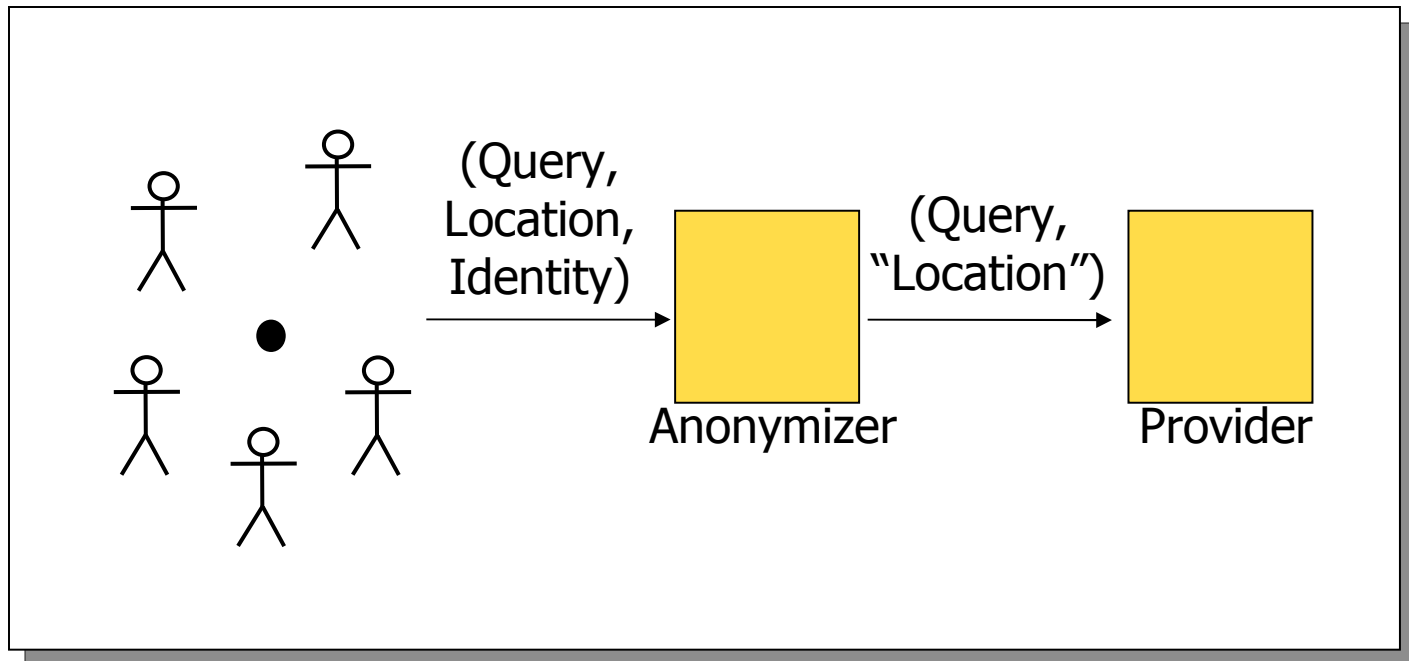 (Query,
Location,
Identity)
(Query,
“Location”)
Anonymizer
Provider